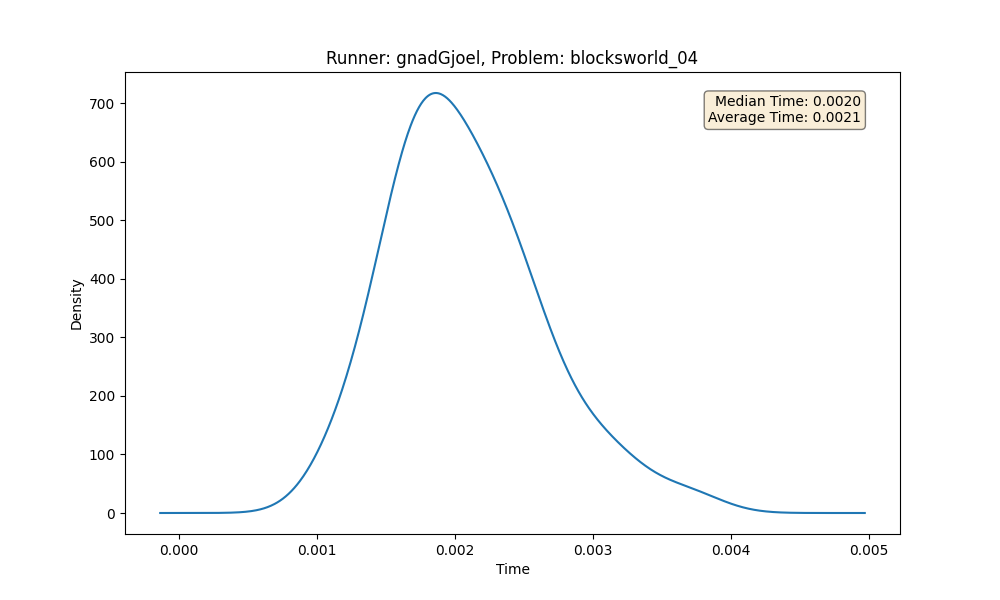 Runner: gnadGjoel, Problem: blocksworld_04
Median Time: 0.0020
Average Time: 0.0021
Density
700
600
500
400
300
200
100
0
0.000
0.001
0.002
0.003
0.004
0.005
Time